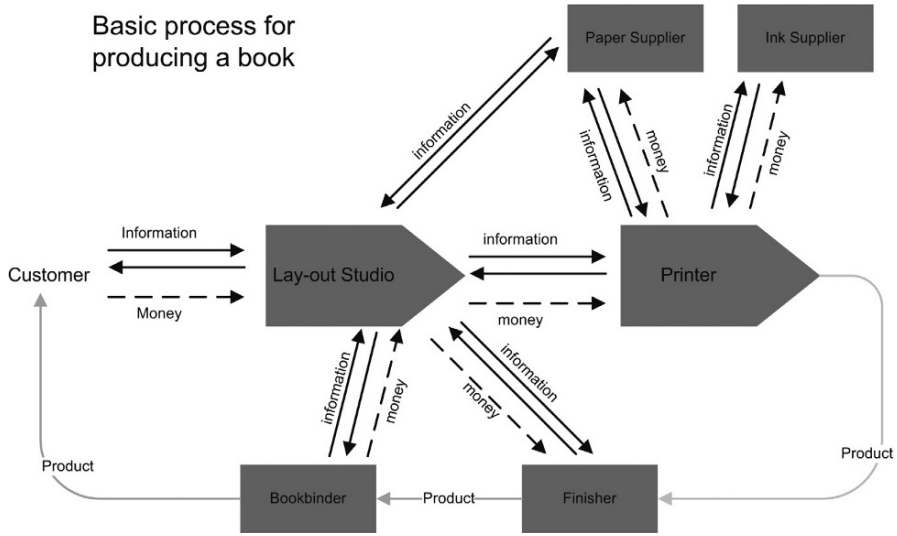 Basic process for
producing a book
Paper Supplier
Ink Supplier
information
information
money
information
money
Information
information
Customer
Lay-out Studio
Printer
Money
money
information
money
information
money
Product
Product
Bookbinder
Product
Finisher